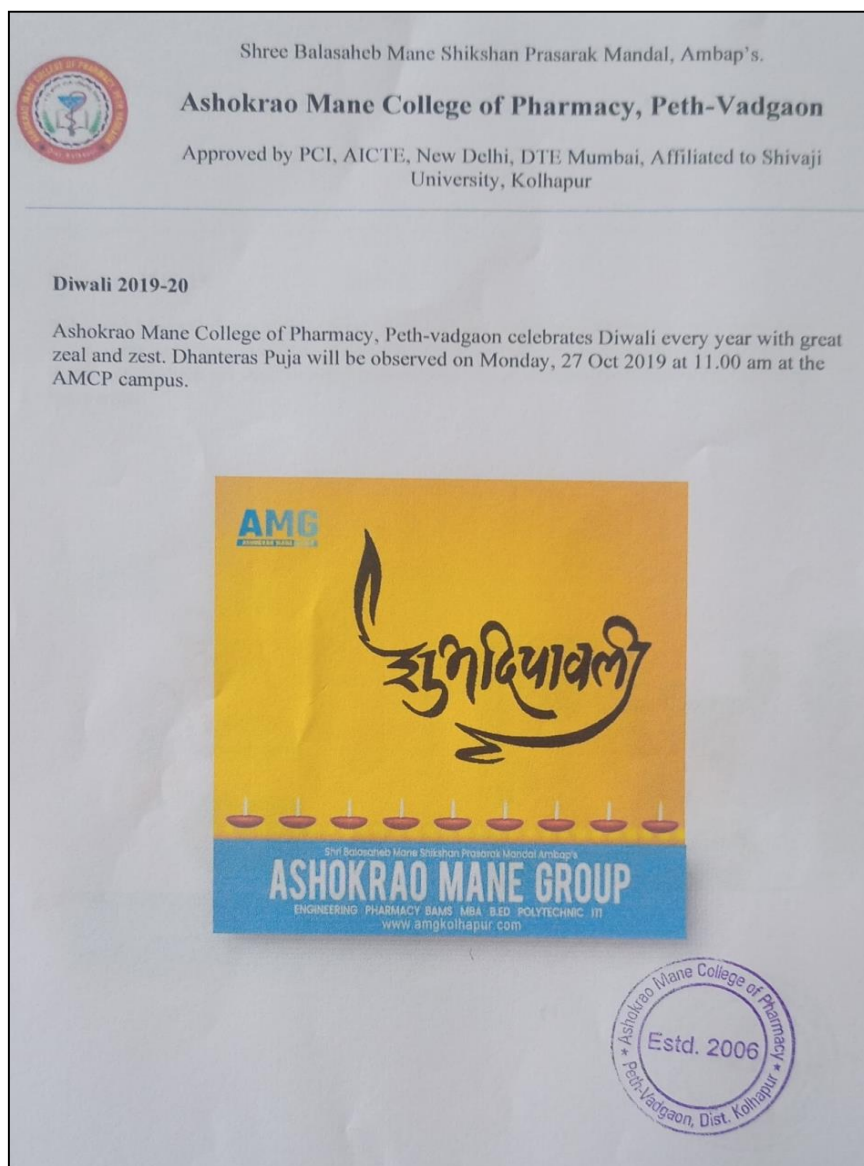 Shree Balasaheb Mane Shikshan Prasarak Mandal, Ambap's.
Ashokrao Mane College of Pharmacy, Peth-Vadgaon
Approved by PCI, AICTE, New Delhi, DTE Mumbai, Affiliated to Shivaji
University, Kolhapur
Diwali 2019-20
Ashokrao Mane College of Pharmacy, Peth-vadgaon celebrates Diwali every year with great
zeal and zest. Dhanteras Puja will be observed on Monday, 27 Oct 2019 at 11.00 am at the
AMCP campus.
AMG
शुभ दिपावली
Shri Balasaheb Mane Shikshan Prasarak Mandal Ambap's
ASHOKRAO MANE GROUP
ENGINEERING PHARMACY BAMS MBA B.ED POLYTECHNIC ITI
www.amgkolhapur.com
* Ashokrao Mane College of Pharmacy *
Estd. 2006
Peth-Vadgaon, Dist. Kolhapur